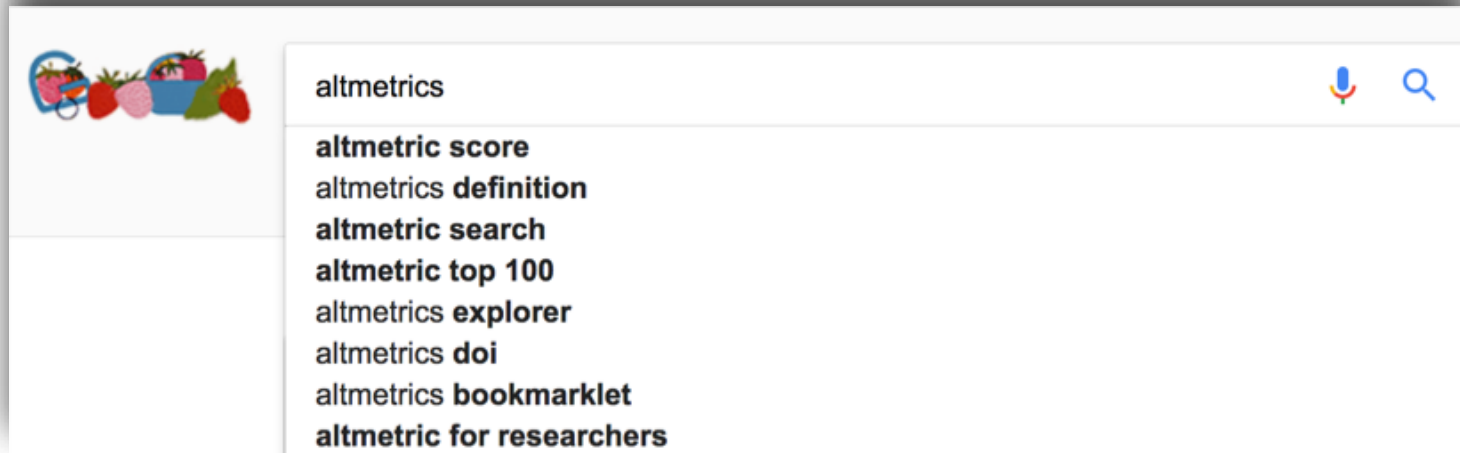 altmetrics
altmetric score
altmetrics definition
altmetric search
altmetric top 100
altmetrics explorer
altmetrics doi
altmetrics bookmarklet
altmetric for researchers